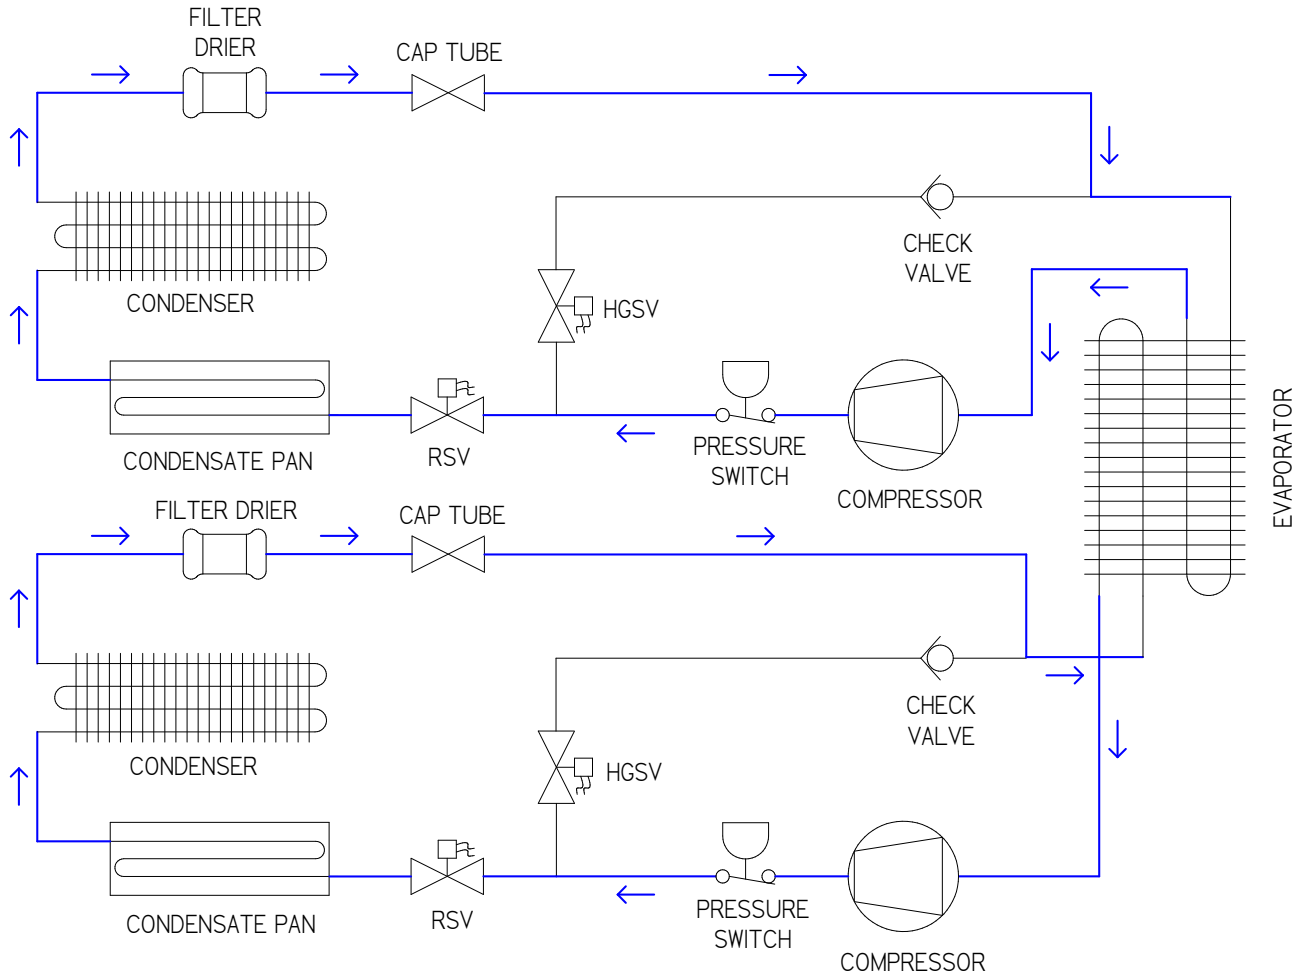 FILTER
DRIER
CAP TUBE
CHECK
VALVE
CONDENSER
HGSV
EVAPORATOR
PRESSURE
SWITCH
RSV
CONDENSATE PAN
COMPRESSOR
FILTER DRIER
CAP TUBE
CHECK
VALVE
CONDENSER
HGSV
PRESSURE
SWITCH
RSV
CONDENSATE PAN
COMPRESSOR